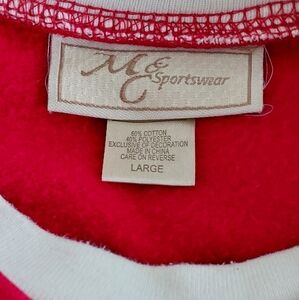 M&C
Sportswear
60% COTTON
40% POLYESTER
EXCLUSIVE OF DECORATION
MADE IN CHINA
CARE ON REVERSE
LARGE